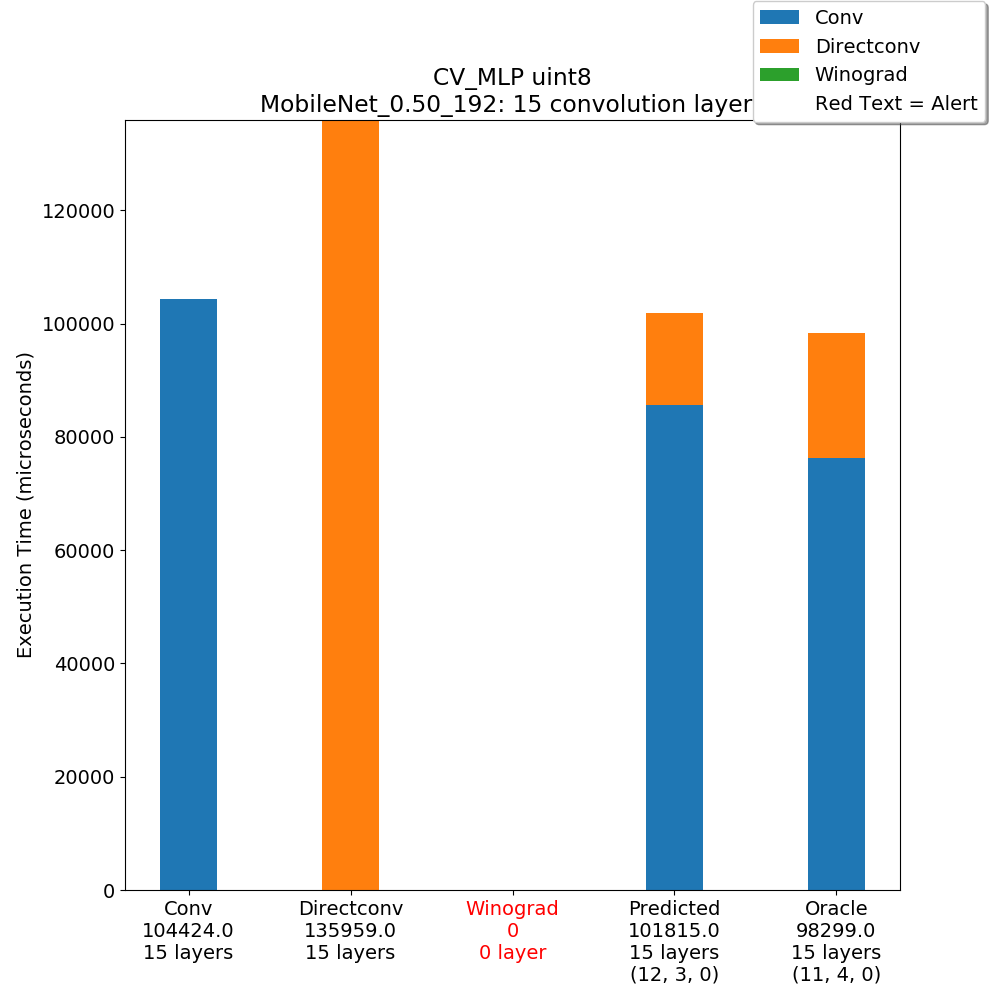 Conv
Directconv
Winograd
Red Text = Alert
CV_MLP uint8
MobileNet_0.50_192: 15 convolution layer
Execution Time (microseconds)
120000
100000
80000
60000
40000
20000
0
Conv Directconv Winograd Predicted Oracle
104424.0 135959.0 0 101815.0 98299.0
15 layers 15 layers 0 layer 15 layers 15 layers
(12, 3, 0) (11, 4, 0)